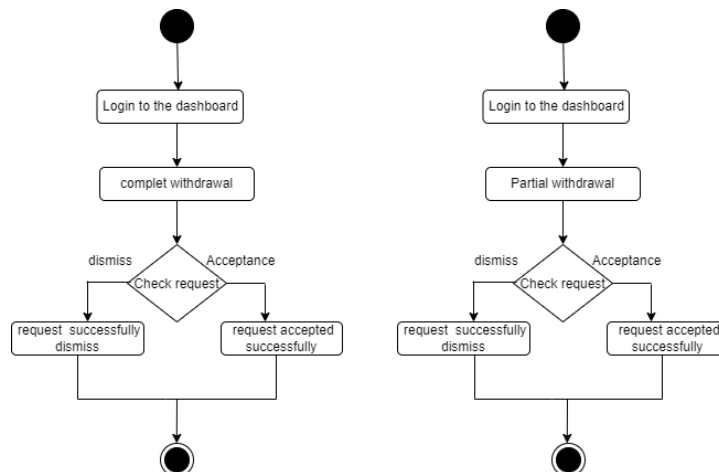 Login to the dashboard
complet withdrawal
dismiss
Acceptance
Check request
request successfully
dismiss
request accepted
successfully
Login to the dashboard
Partial withdrawal
dismiss
Acceptance
Check request
request successfully
dismiss
request accepted
successfully